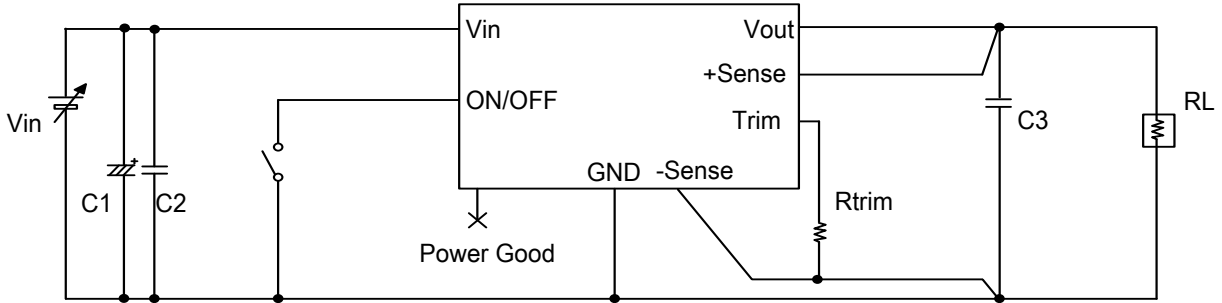 Vin
Vout
+Sense
ON/OFF
Trim
GND
-Sense
Power Good
Vin
C1
+
C2
Rtrim
C3
RL